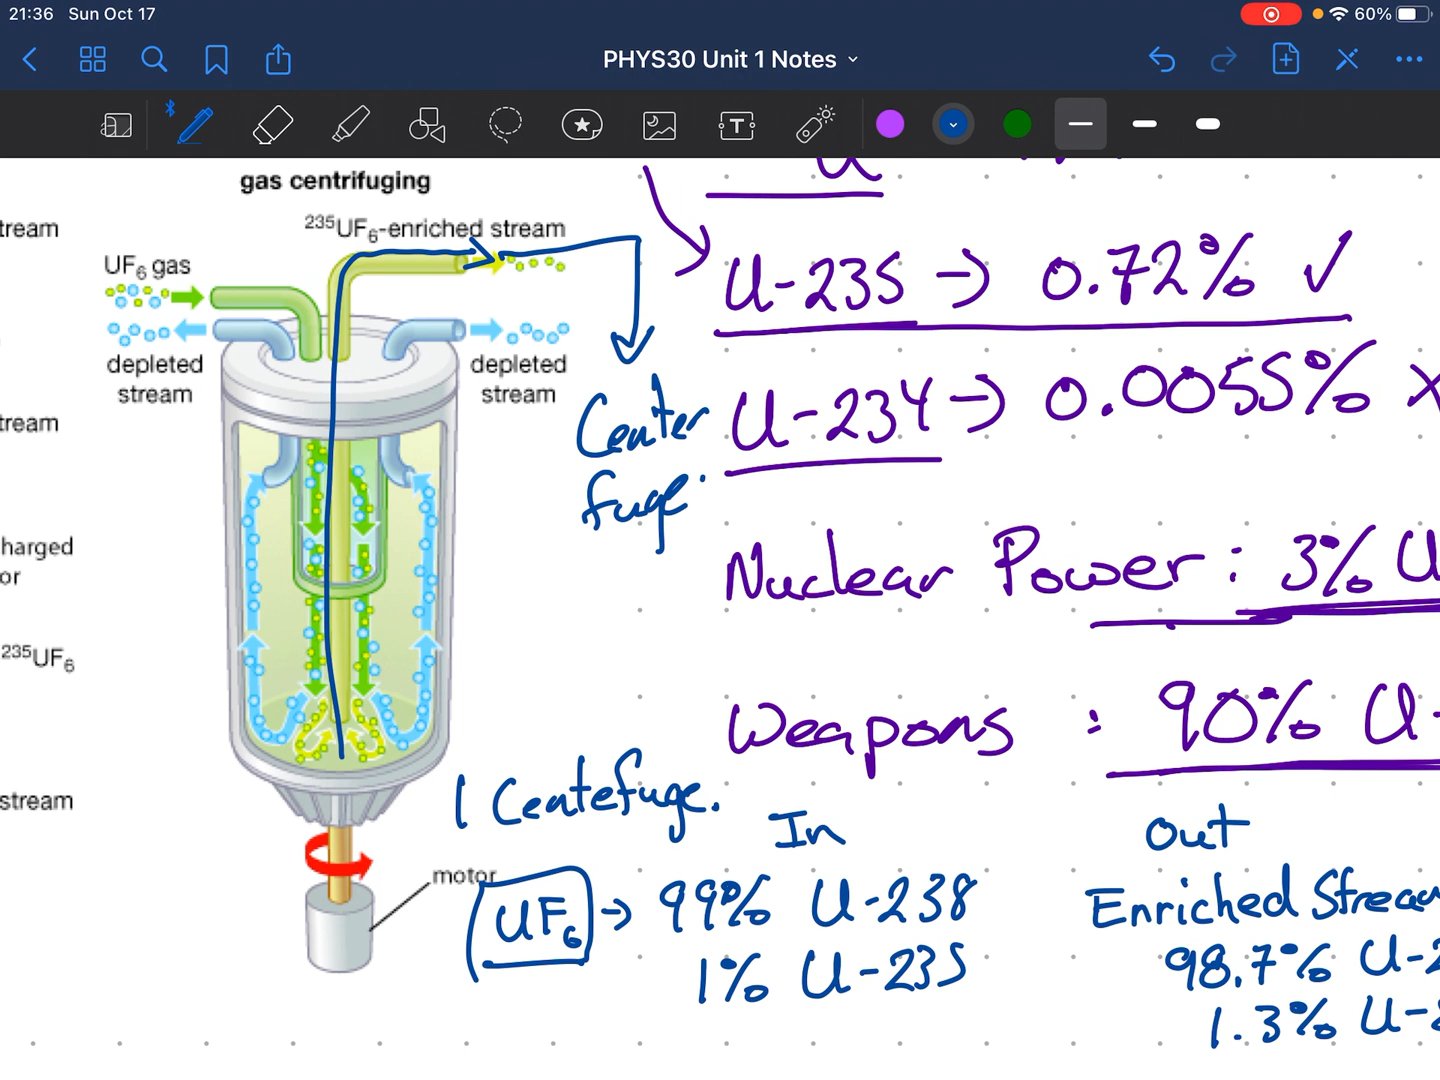 21:36 Sun Oct 17
60%
PHYS30 Unit 1 Notes
T
gas centrifuging
tream
235UF6-enriched stream
UF6 gas
depleted stream
depleted stream
tream
harged
or
235UF6
stream
motor
U-235 → 0.72% ✓
U-234 → 0.0055% ×
Center
fuge.
Nuclear Power : 3% U
Weapons : 90% U-
1 Centefuge.
In
Out
UF6 → 99% U-238
1% U-235
Enriched Stream
98.7% U-2
1.3% U-